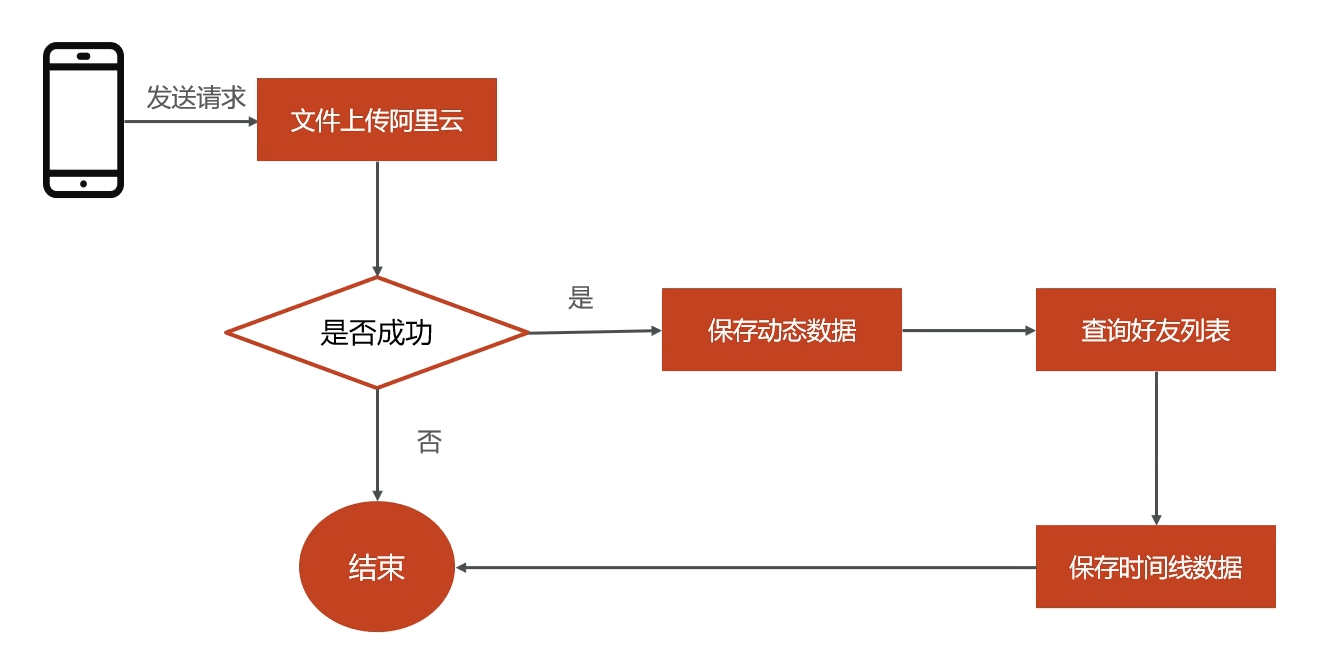 发送请求
文件上传阿里云
是否成功
是
保存动态数据
查询好友列表
否
结束
保存时间线数据